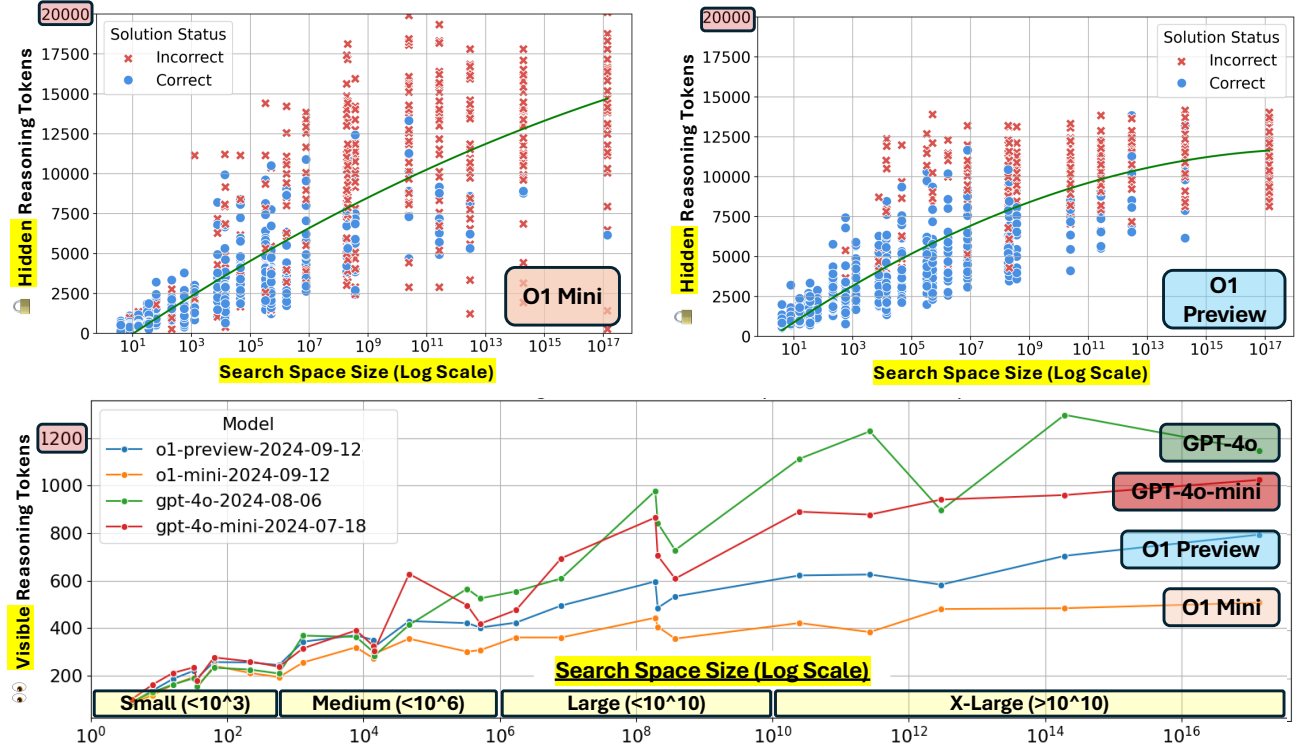 20000
17500
15000
12500
10000
7500
5000
2500
0
Hidden Reasoning Tokens
Solution Status
Incorrect
Correct
O1 Mini
10^1
10^3
10^5
10^7
10^9
10^11
10^13
10^15
10^17
Search Space Size (Log Scale)
20000
17500
15000
12500
10000
7500
5000
2500
0
Hidden Reasoning Tokens
Solution Status
Incorrect
Correct
O1
Preview
10^1
10^3
10^5
10^7
10^9
10^11
10^13
10^15
10^17
Search Space Size (Log Scale)
1200
1000
800
600
400
200
Visible Reasoning Tokens
Model
o1-preview-2024-09-12
o1-mini-2024-09-12
gpt-4o-2024-08-06
gpt-4o-mini-2024-07-18
GPT-4o
GPT-4o-mini
O1 Preview
O1 Mini
Search Space Size (Log Scale)
Small (<10^3)
Medium (<10^6)
Large (<10^10)
X-Large (>10^10)
10^0
10^2
10^4
10^6
10^8
10^10
10^12
10^14
10^16